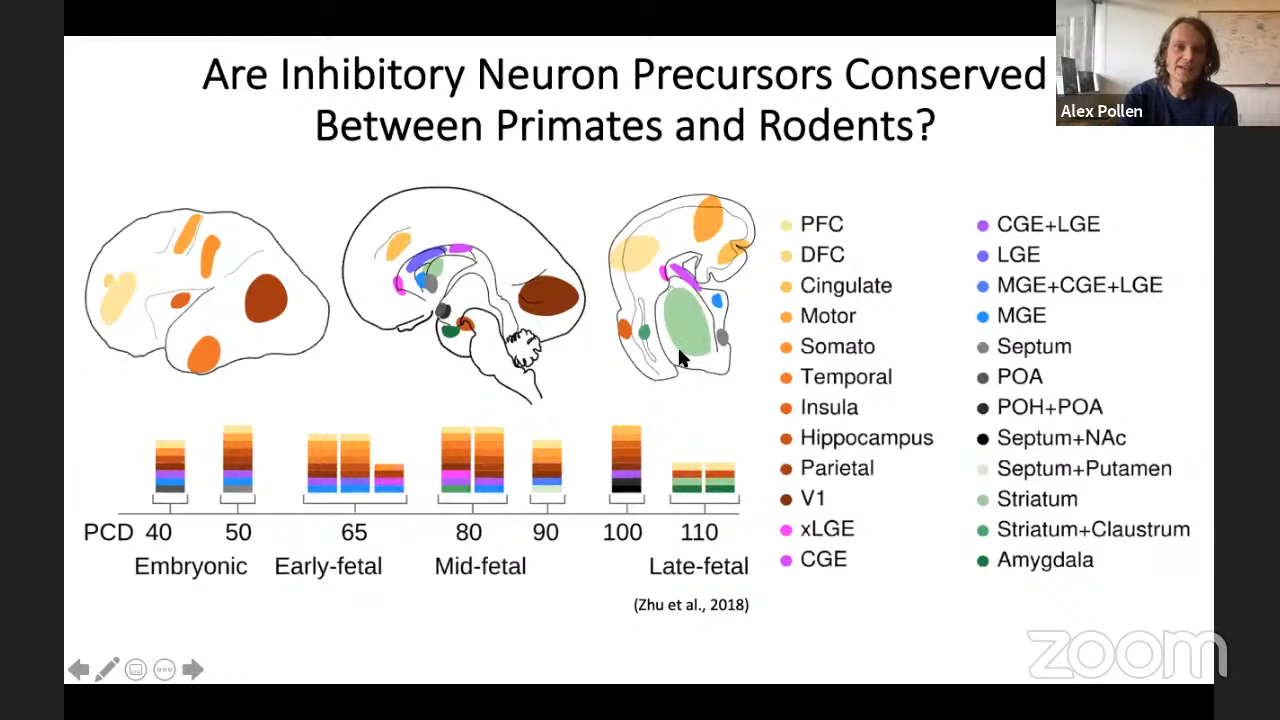 Are Inhibitory Neuron Precursors Conserved
Between Primates and Rodents?
Alex Pollen
PFC
DFC
Cingulate
Motor
Somato
Temporal
Insula
Hippocampus
Parietal
V1
xLGE
CGE
CGE+LGE
LGE
MGE+CGE+LGE
MGE
Septum
POA
POH+POA
Septum+NAc
Septum+Putamen
Striatum
Striatum+Claustrum
Amygdala
PCD 40 50 65 80 90 100 110
Embryonic Early-fetal Mid-fetal Late-fetal
(Zhu et al., 2018)
zoom